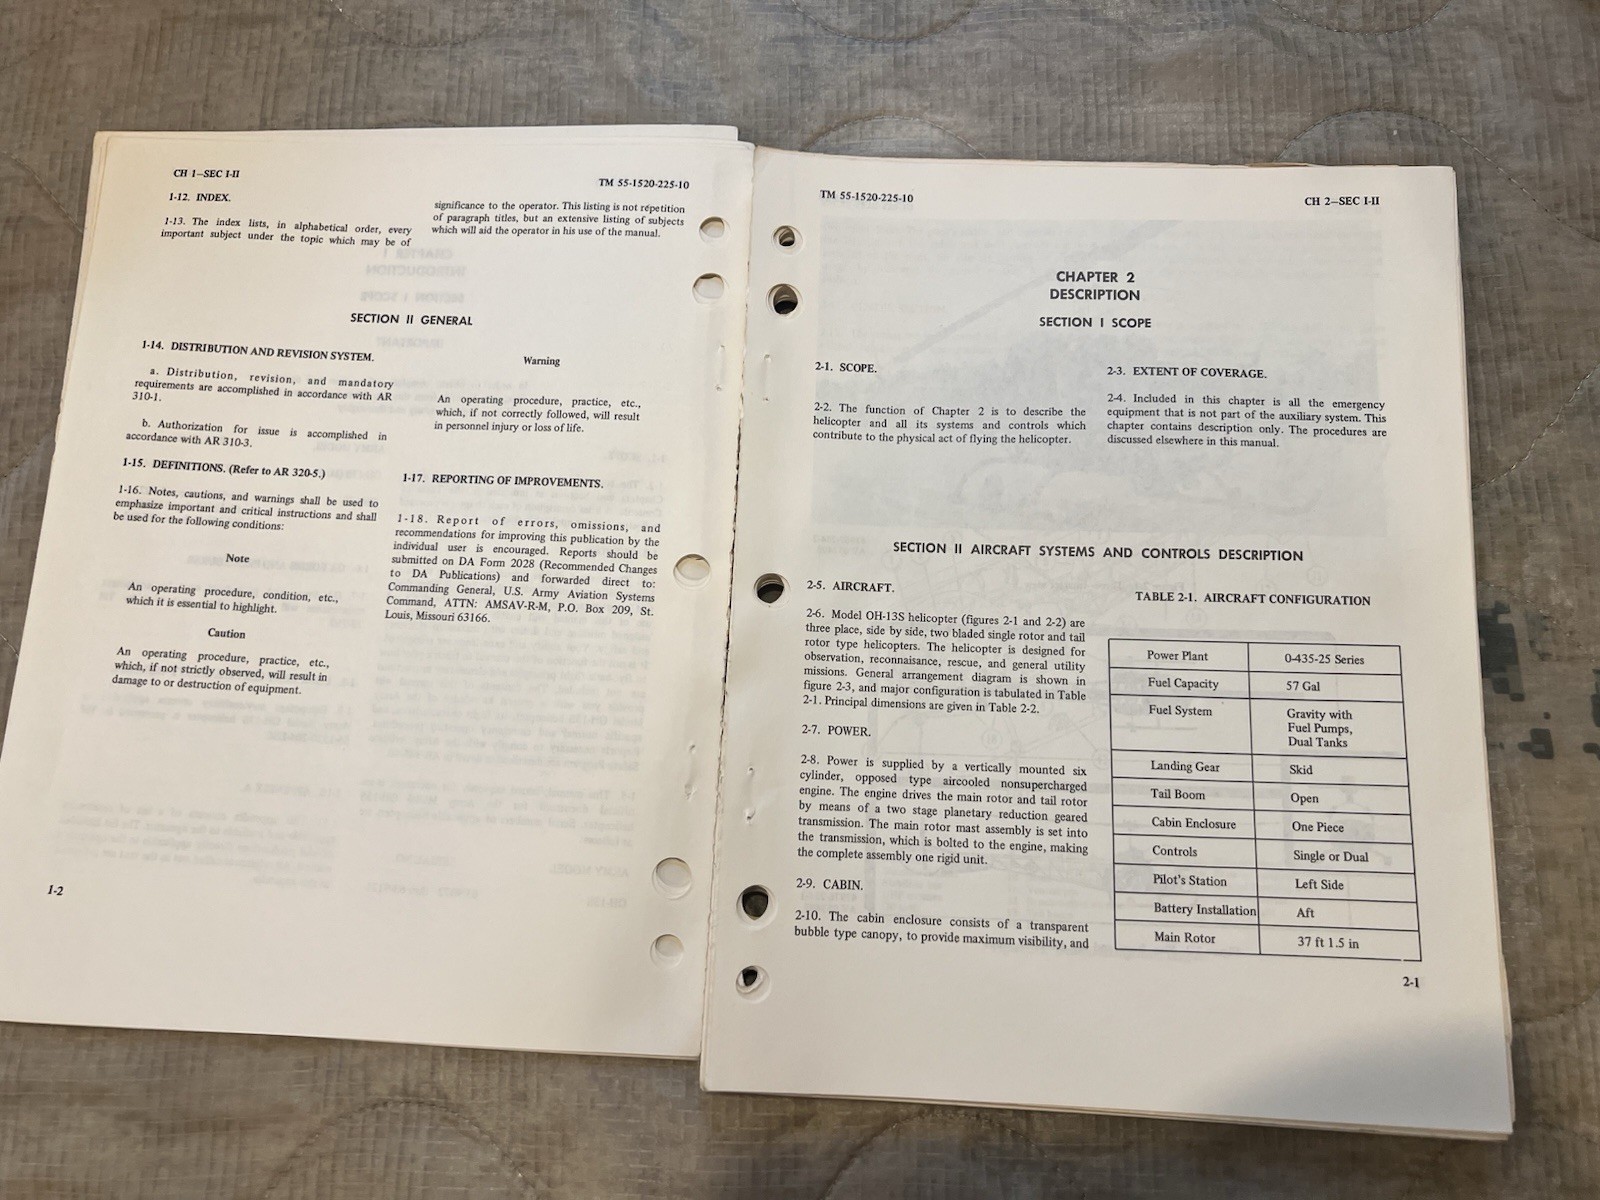 CH 1–SEC I-II
TM 55-1520-225-10
1-12. INDEX.
1-13. The index lists, in alphabetical order, every
important subject under the topic which may be of
significance to the operator. This listing is not repetition
of paragraph titles, but an extensive listing of subjects
which will aid the operator in his use of the manual.
SECTION II GENERAL
1-14. DISTRIBUTION AND REVISION SYSTEM.
a. Distribution, revision, and mandatory
requirements are accomplished in accordance with AR
310-1.
b. Authorization for issue is accomplished in
accordance with AR 310-3.
1-15. DEFINITIONS. (Refer to AR 320-5.)
1-16. Notes, cautions, and warnings shall be used to
emphasize important and critical instructions and shall
be used for the following conditions:
Note
An operating procedure, condition, etc.,
which it is essential to highlight.
Caution
An operating procedure, practice, etc.,
which, if not strictly observed, will result in
damage to or destruction of equipment.
Warning
An operating procedure, practice, etc.,
which, if not correctly followed, will result
in personnel injury or loss of life.
1-17. REPORTING OF IMPROVEMENTS.
1-18. Report of errors, omissions, and
recommendations for improving this publication by the
individual user is encouraged. Reports should be
submitted on DA Form 2028 (Recommended Changes
to DA Publications) and forwarded direct to:
Commanding General, U.S. Army Aviation Systems
Command, ATTN: AMSAV-R-M, P.O. Box 209, St.
Louis, Missouri 63166.
1-2
TM 55-1520-225-10
CH 2–SEC I-II
CHAPTER 2
DESCRIPTION
SECTION I SCOPE
2-1. SCOPE.
2-2. The function of Chapter 2 is to describe the
helicopter and all its systems and controls which
contribute to the physical act of flying the helicopter.
2-3. EXTENT OF COVERAGE.
2-4. Included in this chapter is all the emergency
equipment that is not part of the auxiliary system. This
chapter contains description only. The procedures are
discussed elsewhere in this manual.
SECTION II AIRCRAFT SYSTEMS AND CONTROLS DESCRIPTION
2-5. AIRCRAFT.
2-6. Model OH-13S helicopter (figures 2-1 and 2-2) are
three place, side by side, two bladed single rotor and tail
rotor type helicopters. The helicopter is designed for
observation, reconnaisance, rescue, and general utility
missions. General arrangement diagram is shown in
figure 2-3, and major configuration is tabulated in Table
2-1. Principal dimensions are given in Table 2-2.
2-7. POWER.
2-8. Power is supplied by a vertically mounted six
cylinder, opposed type aircooled nonsupercharged
engine. The engine drives the main rotor and tail rotor
by means of a two stage planetary reduction geared
transmission. The main rotor mast assembly is set into
the transmission, which is bolted to the engine, making
the complete assembly one rigid unit.
2-9. CABIN.
2-10. The cabin enclosure consists of a transparent
bubble type canopy, to provide maximum visibility, and
TABLE 2-1. AIRCRAFT CONFIGURATION
Power Plant 0-435-25 Series
Fuel Capacity 57 Gal
Fuel System Gravity with
Fuel Pumps,
Dual Tanks
Landing Gear Skid
Tail Boom Open
Cabin Enclosure One Piece
Controls Single or Dual
Pilot's Station Left Side
Battery Installation Aft
Main Rotor 37 ft 1.5 in
2-1